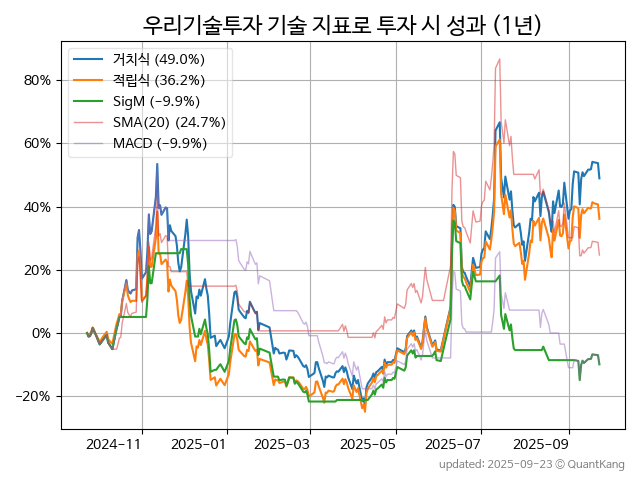 우리기술투자 기술 지표로 투자 시 성과 (1년)
거치식 (49.0%)
적립식 (36.2%)
SigM (−9.9%)
SMA(20) (24.7%)
MACD (−9.9%)
80%
60%
40%
20%
0%
−20%
2024-11
2025-01
2025-03
2025-05
2025-07
2025-09
updated: 2025-09-23 ⓒ QuantKang